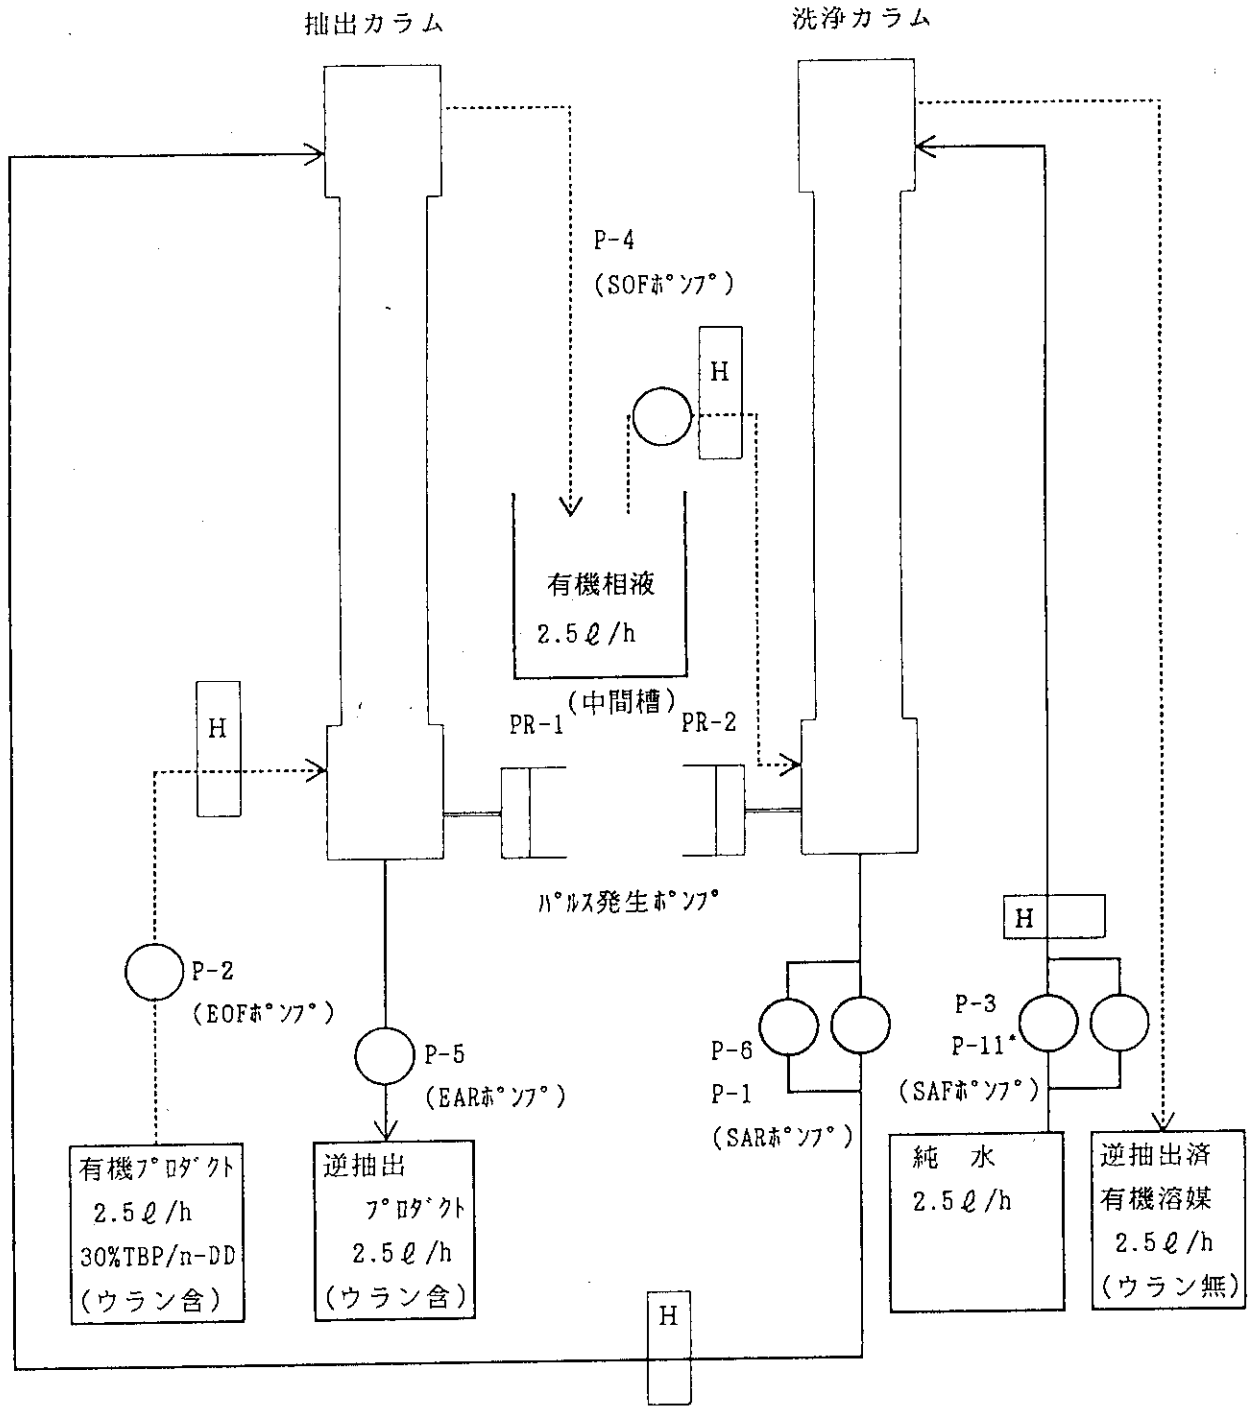 抽出カラム
洗浄カラム
P-4
(SOFポンプ)
H
有機相液
2.5ℓ/h
(中間槽)
PR-1
PR-2
H
パルス発生ポンプ
H
P-2
(EOFポンプ)
P-5
(EARポンプ)
P-6
P-1
(SARポンプ)
P-3
P-11*
(SAFポンプ)
有機プロダクト
2.5ℓ/h
30%TBP/n-DD
(ウラン含)
逆抽出
プロダクト
2.5ℓ/h
(ウラン含)
純 水
2.5ℓ/h
逆抽出済
有機溶媒
2.5ℓ/h
(ウラン無)
H